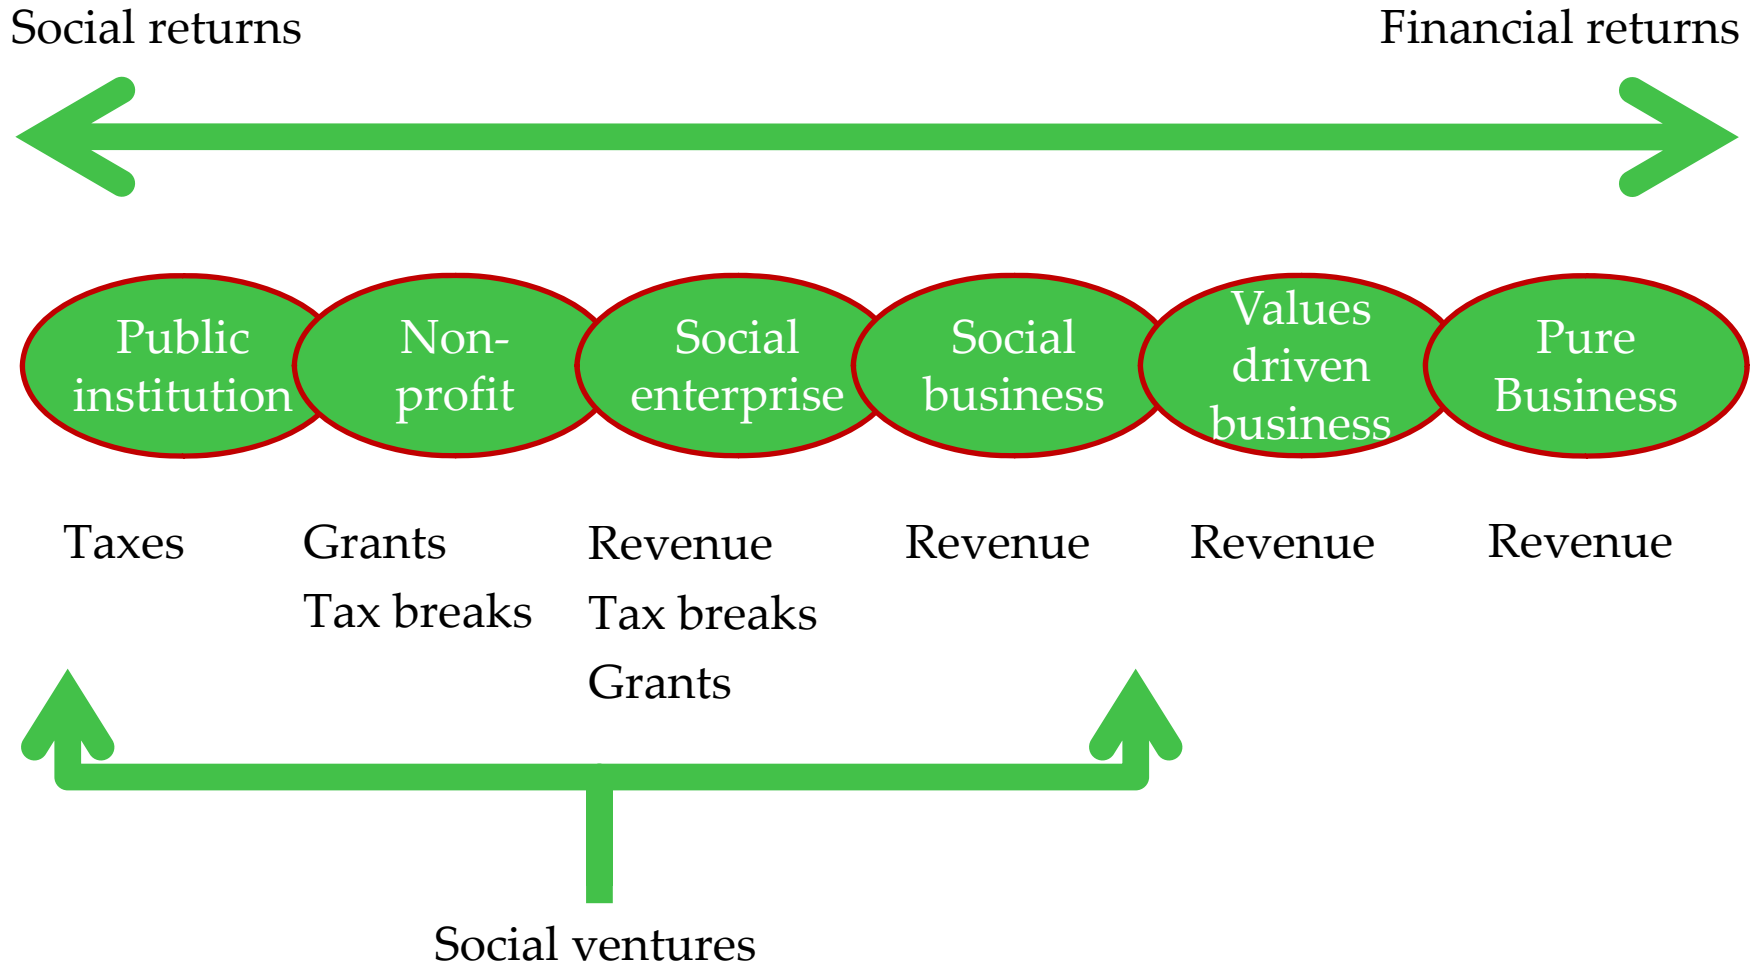 Social returns
Financial returns
Public
institution
Non-
profit
Social
enterprise
Social
business
Values
driven
business
Pure
Business
Taxes
Grants
Tax breaks
Revenue
Tax breaks
Grants
Revenue
Revenue
Revenue
Social ventures